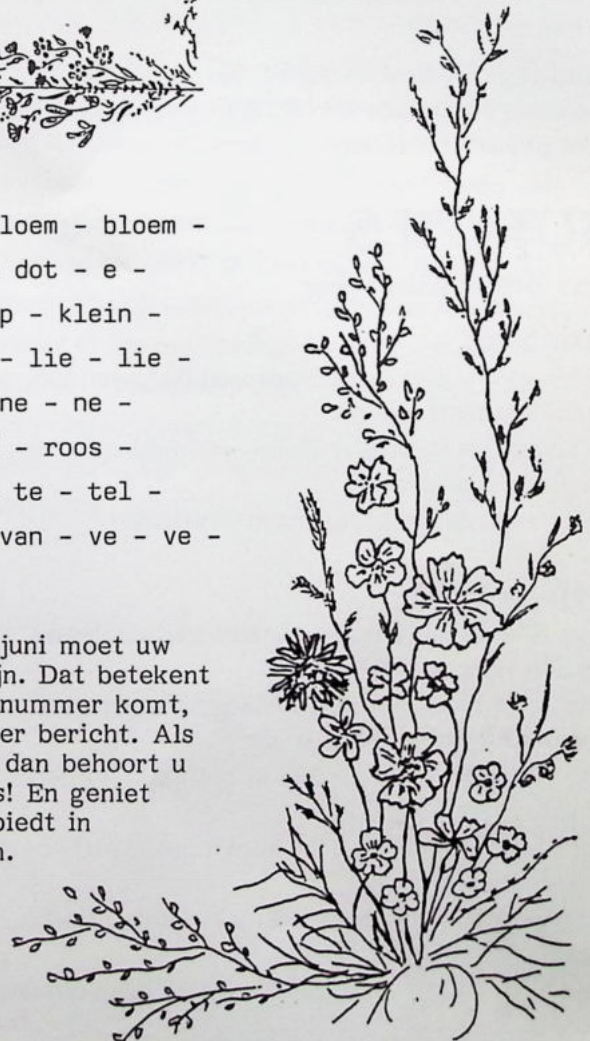 loem - bloem -
dot - e -
p - klein -
- lie - lie -
ne - ne -
- roos -
te - tel -
van - ve - ve -
juni moet uw
jn. Dat betekent
nummer komt,
er bericht. Als
dan behoort u
s! En geniet
biedt in
n.